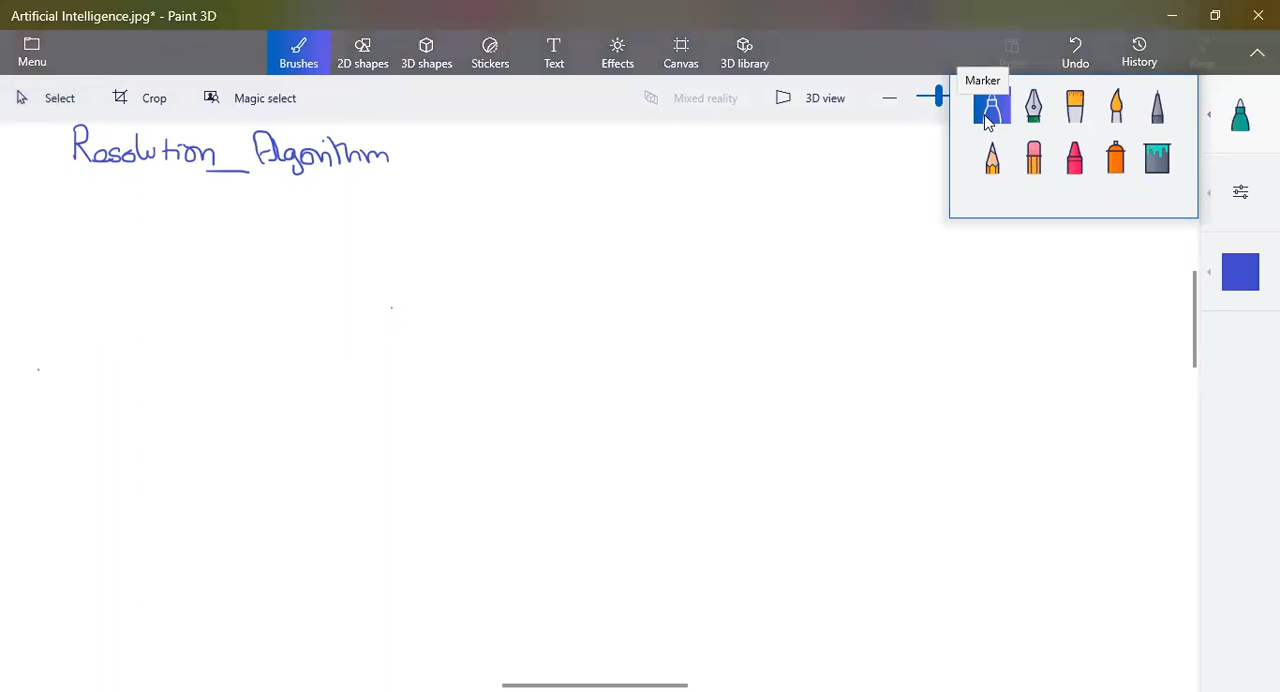 Artificial Intelligence.jpg* - Paint 3D
Menu
Brushes
2D shapes
3D shapes
Stickers
Text
Effects
Canvas
3D library
Undo
History
Select
Crop
Magic select
Mixed reality
3D view
Marker
Resolution_ Algorithm